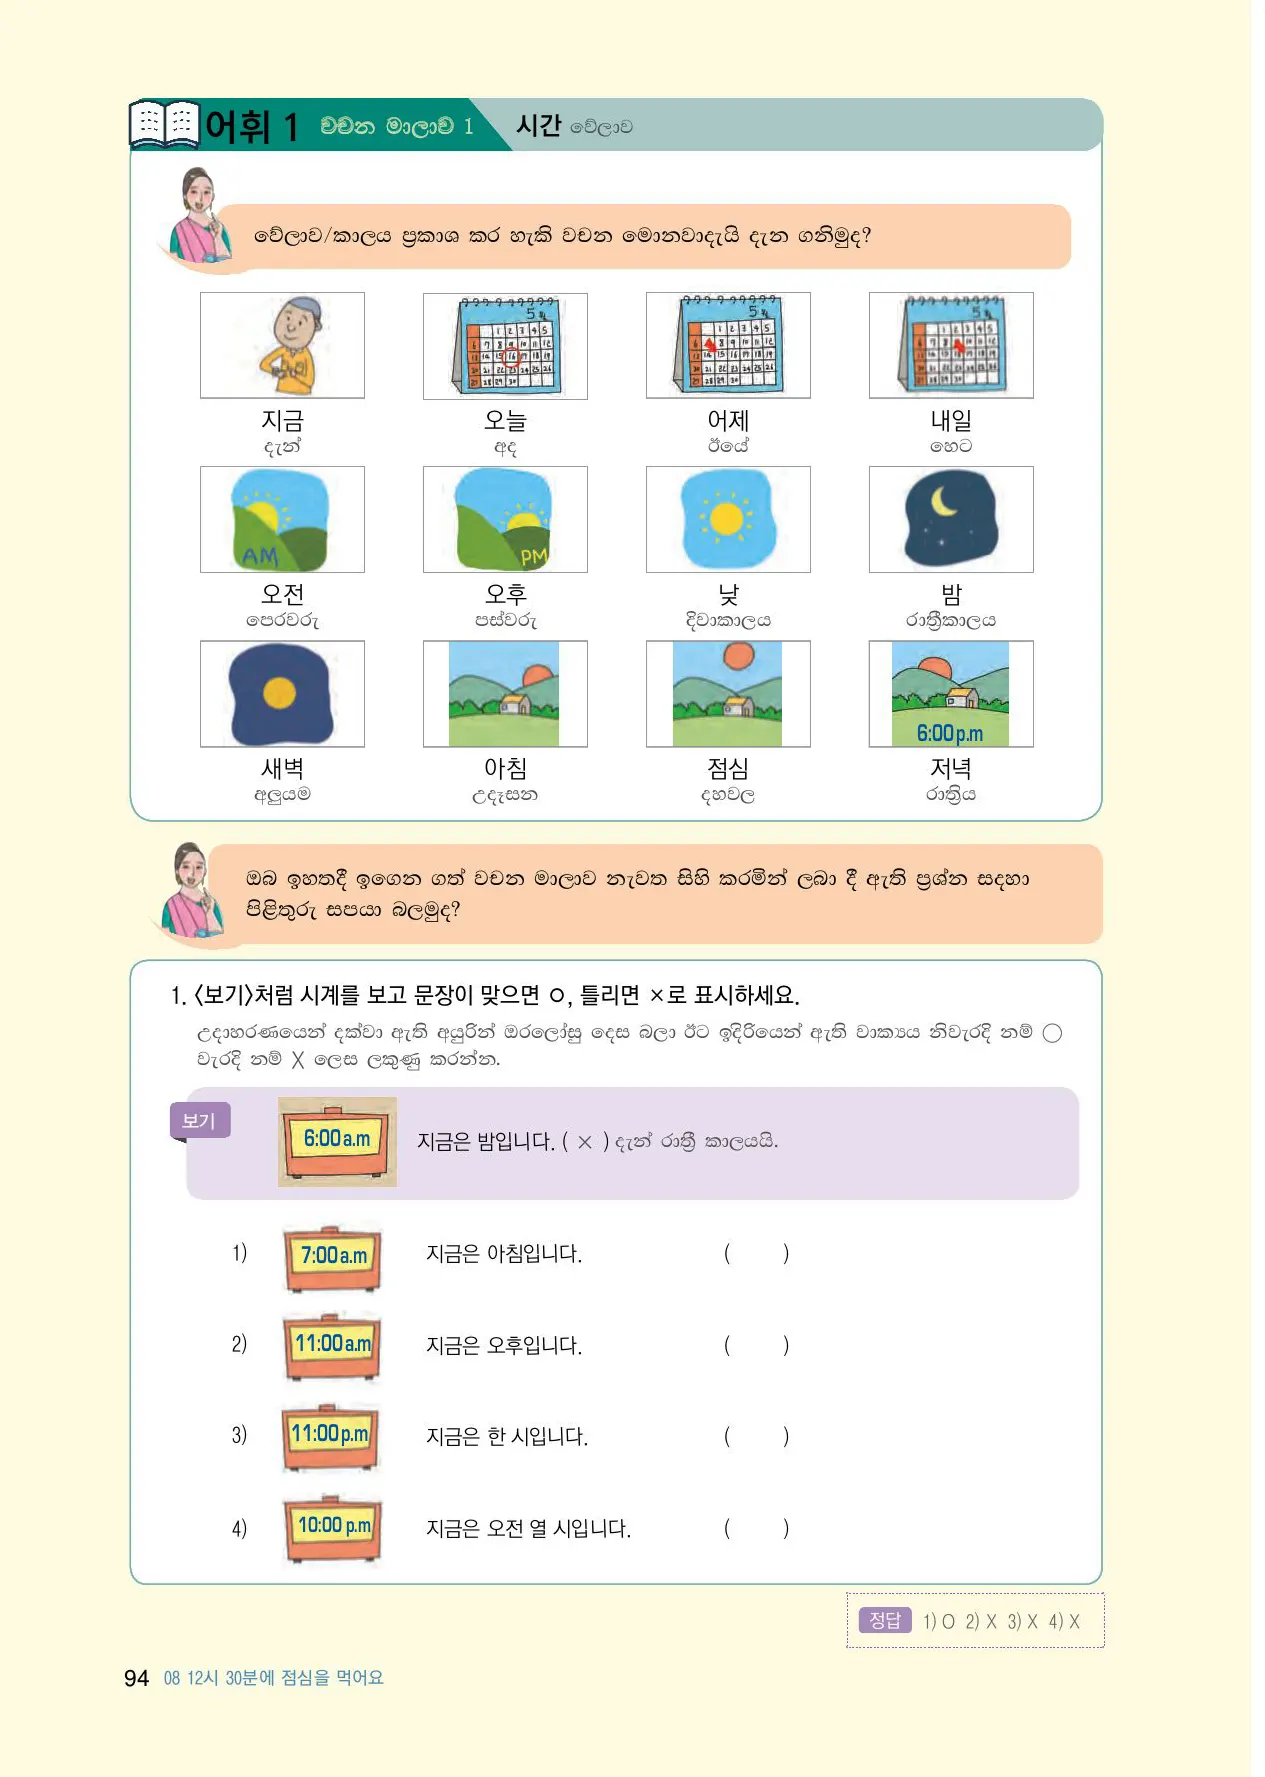 어휘 1 වචන මාලාව 1 시간 වේලාව
වේලාව/කාලය ප්‍රකාශ කර හැකි වචන මොනවාදැයි දැන ගනිමුද?
지금 오늘 어제 내일
දැන් අද ඊයේ හෙට
AM PM
오전 오후 낮 밤
පෙරවරු පස්වරු දිවාකාලය රාත්‍රීකාලය
6:00 p.m
새벽 아침 점심 저녁
අලුයම උදෑසන දහවල රාත්‍රිය
ඔබ ඉහතදී ඉගෙන ගත් වචන මාලාව නැවත සිහි කරමින් ලබා දී ඇති ප්‍රශ්න සදහා
පිළිතුරු සපයා බලමුද?
1. 〈보기〉처럼 시계를 보고 문장이 맞으면 ○, 틀리면 ×로 표시하세요.
උදාහරණයෙන් දක්වා ඇති අයුරින් ඔරලෝසු දෙස බලා ඊට ඉදිරියෙන් ඇති වාක්‍යය නිවැරදි නම් ◯
වැරදි නම් ╳ ලෙස ලකුණු කරන්න.
보기 6:00 a.m 지금은 밤입니다. ( × ) දැන් රාත්‍රී කාලයයි.
1) 7:00 a.m 지금은 아침입니다. ( )
2) 11:00 a.m 지금은 오후입니다. ( )
3) 11:00 p.m 지금은 한 시입니다. ( )
4) 10:00 p.m 지금은 오전 열 시입니다. ( )
정답 1) O 2) X 3) X 4) X
94 08 12시 30분에 점심을 먹어요